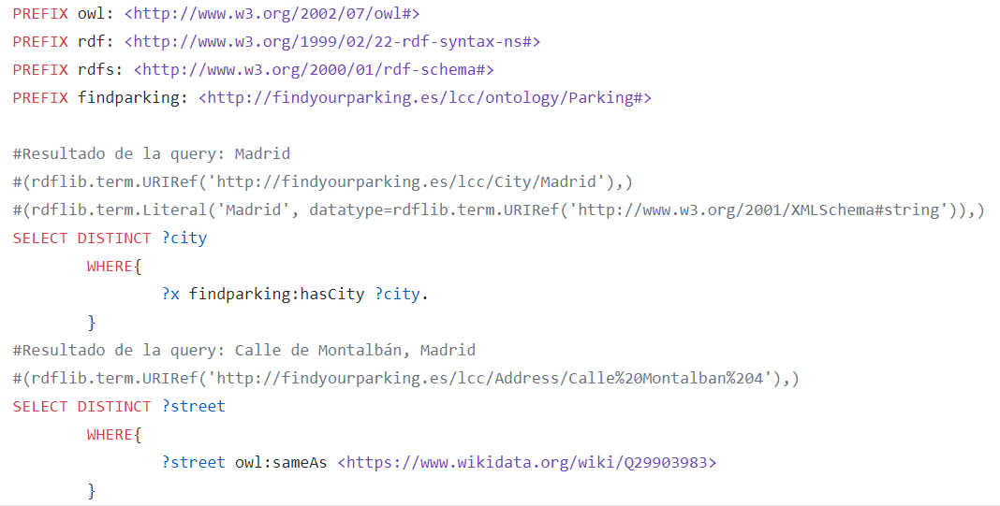 PREFIX owl: <http://www.w3.org/2002/07/owl#>
PREFIX rdf: <http://www.w3.org/1999/02/22-rdf-syntax-ns#>
PREFIX rdfs: <http://www.w3.org/2000/01/rdf-schema#>
PREFIX findparking: <http://findyourparking.es/lcc/ontology/Parking#>
#Resultado de la query: Madrid
#(rdflib.term.URIRef('http://findyourparking.es/lcc/City/Madrid'),)
#(rdflib.term.Literal('Madrid', datatype=rdflib.term.URIRef('http://www.w3.org/2001/XMLSchema#string')),)
SELECT DISTINCT ?city
WHERE{
?x findparking:hasCity ?city.
}
#Resultado de la query: Calle de Montalbán, Madrid
#(rdflib.term.URIRef('http://findyourparking.es/lcc/Address/Calle%20Montalban%204'),)
SELECT DISTINCT ?street
WHERE{
?street owl:sameAs <https://www.wikidata.org/wiki/Q29903983>
}